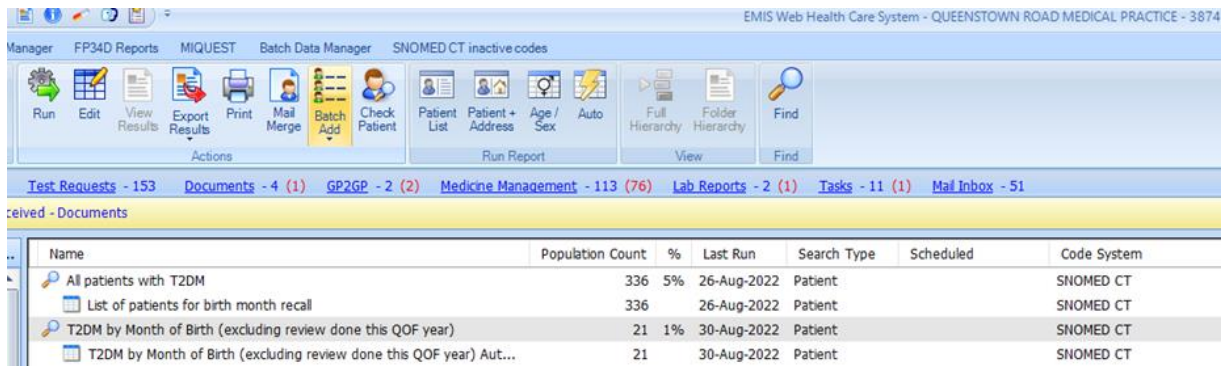 EMIS Web Health Care System - QUEENSTOWN ROAD MEDICAL PRACTICE - 3874
Manager FP34D Reports MIQUEST Batch Data Manager SNOMED CT inactive codes
Run Edit View Results Export Results Print Mail Merge Batch Add Check Patient Patient List Patient + Address Age / Sex Auto Full Hierarchy Folder Hierarchy Find
Actions Run Report View Find
Test Requests - 153 Documents - 4 (1) GP2GP - 2 (2) Medicine Management - 113 (76) Lab Reports - 2 (1) Tasks - 11 (1) Mail Inbox - 51
ceived - Documents
.. Name Population Count % Last Run Search Type Scheduled Code System
All patients with T2DM 336 5% 26-Aug-2022 Patient SNOMED CT
List of patients for birth month recall 336 26-Aug-2022 Patient SNOMED CT
T2DM by Month of Birth (excluding review done this QOF year) 21 1% 30-Aug-2022 Patient SNOMED CT
T2DM by Month of Birth (excluding review done this QOF year) Aut... 21 30-Aug-2022 Patient SNOMED CT